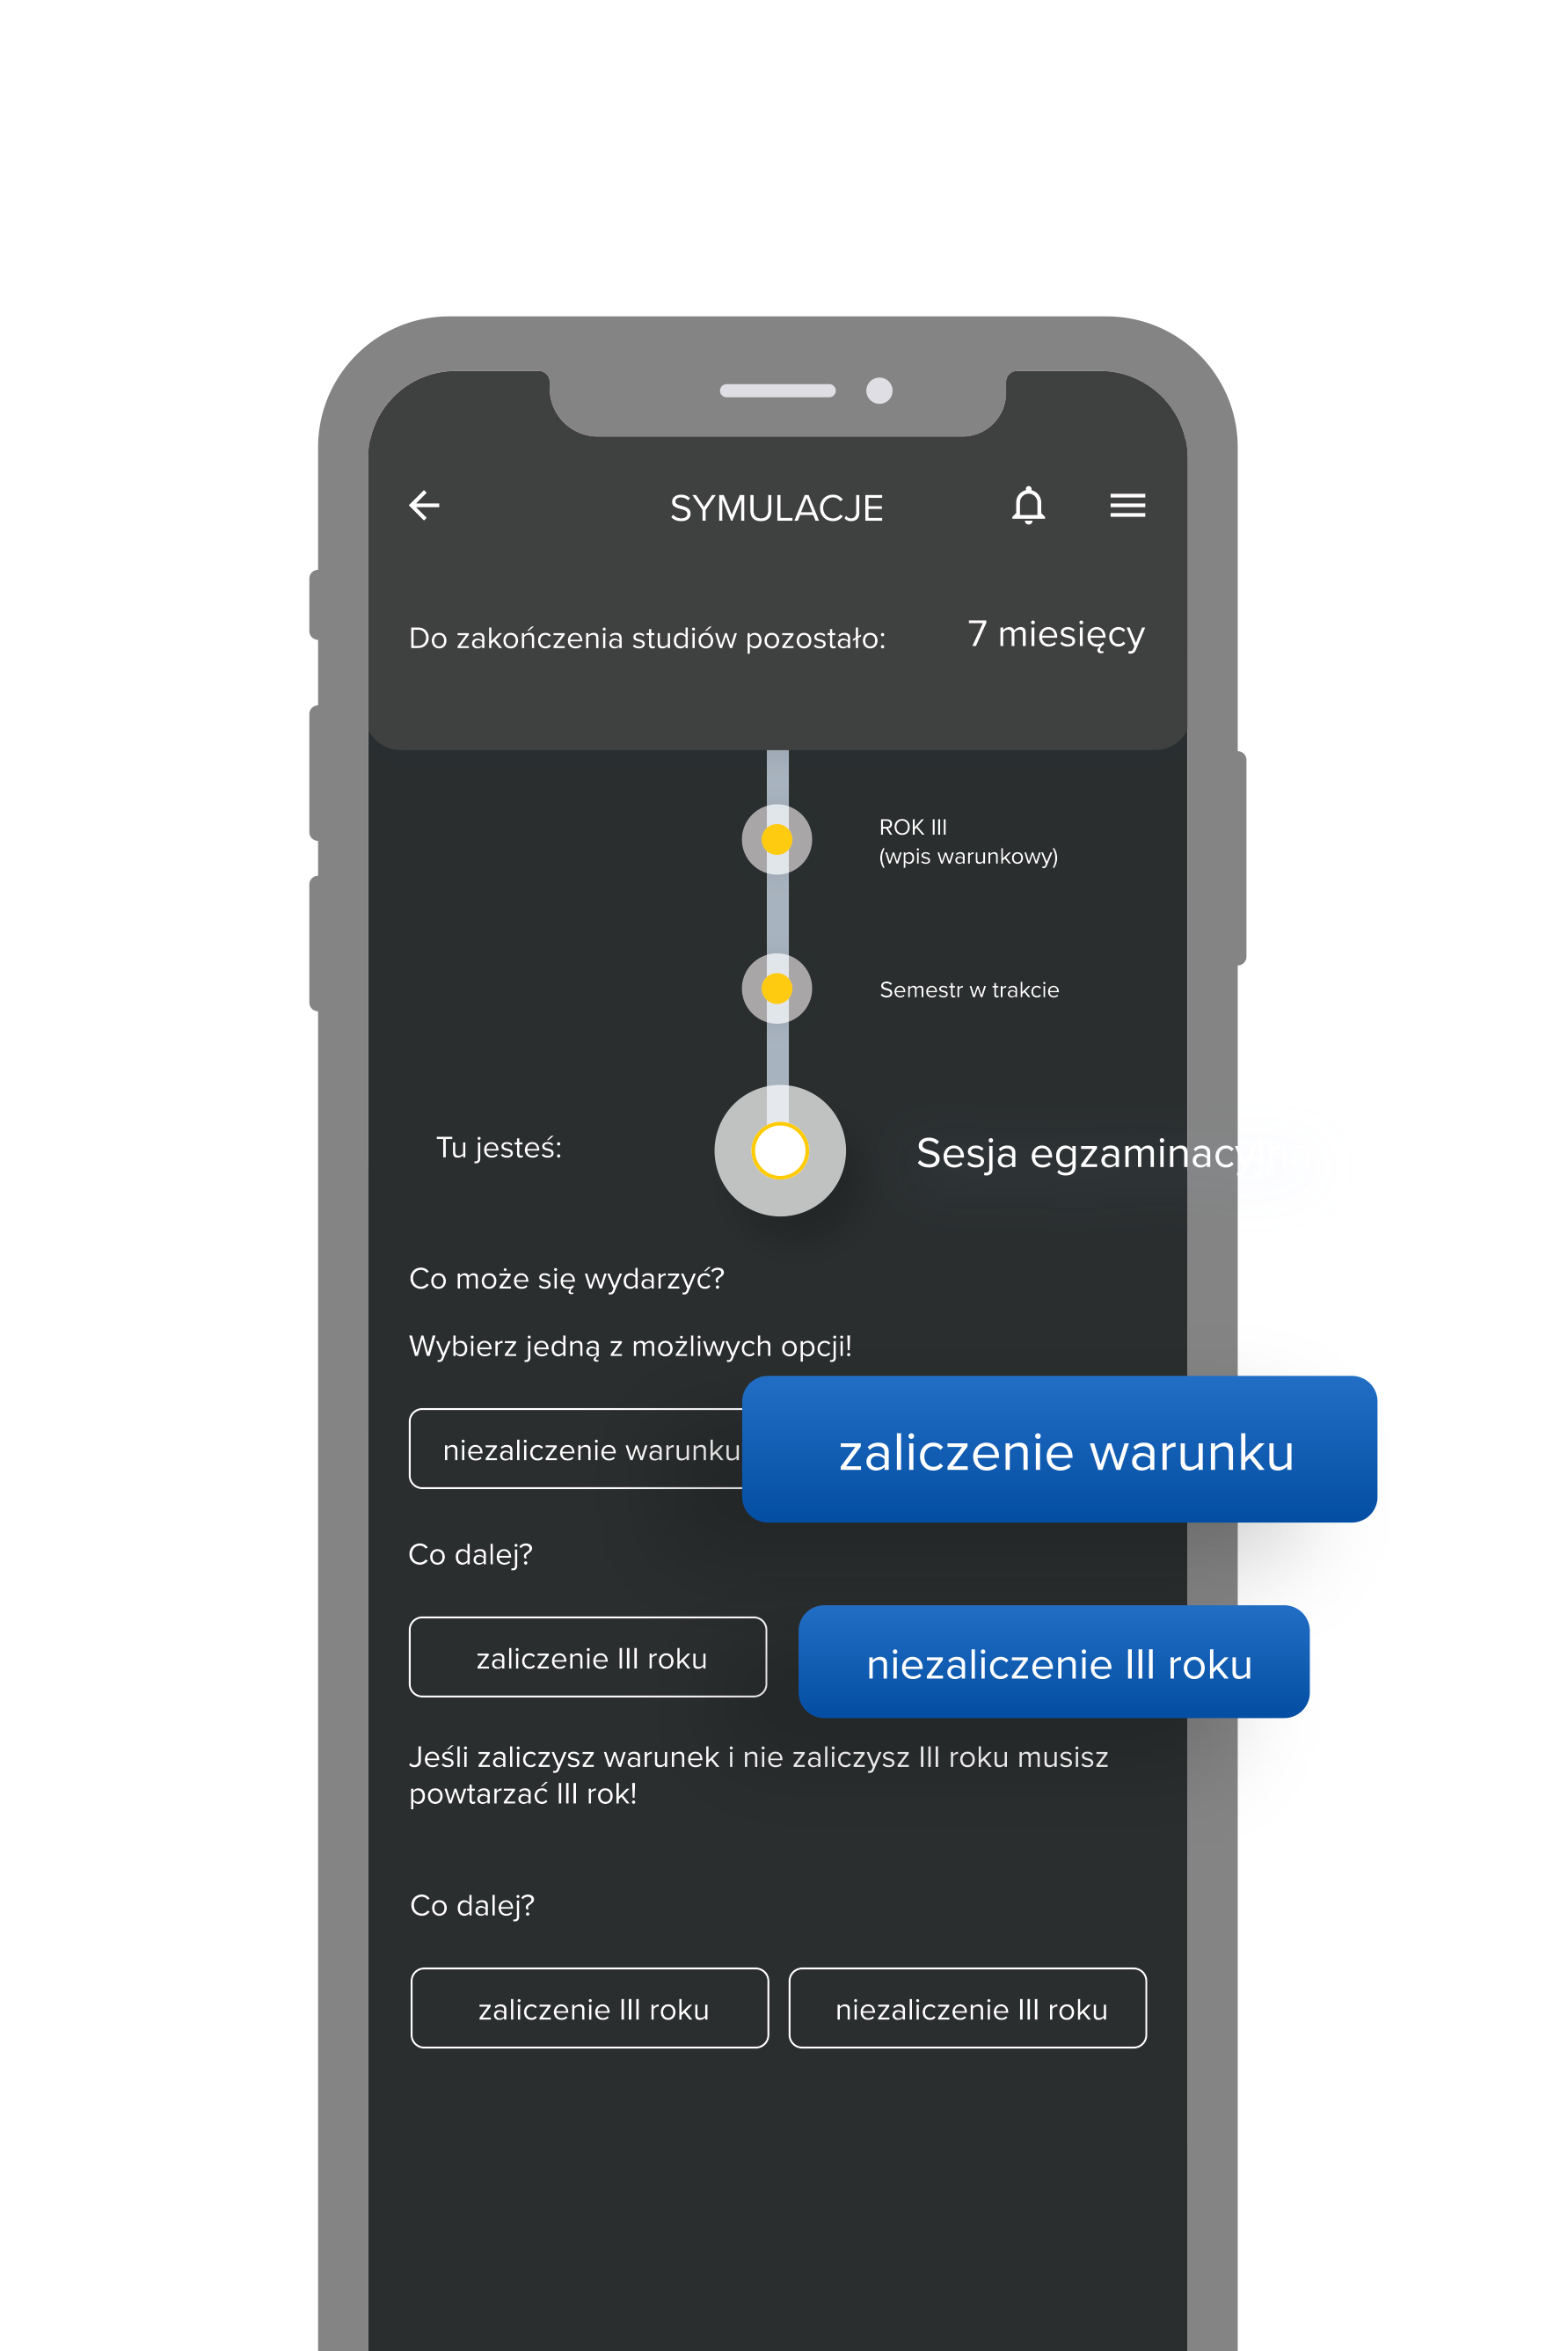 SYMULACJE
Do zakończenia studiów pozostało:
7 miesięcy
ROK III
(wpis warunkowy)
Semestr w trakcie
Tu jesteś:
Sesja
Co może się wydarzyć?
Wybierz jedną z możliwych opcji!
niezaliczenie warunku
zaliczenie warunku
Co dalej?
zaliczenie III roku
niezaliczenie III roku
Jeśli zaliczysz warunek i nie zaliczysz III roku musisz
powtarzać III rok!
Co dalej?
zaliczenie III roku
niezaliczenie III roku